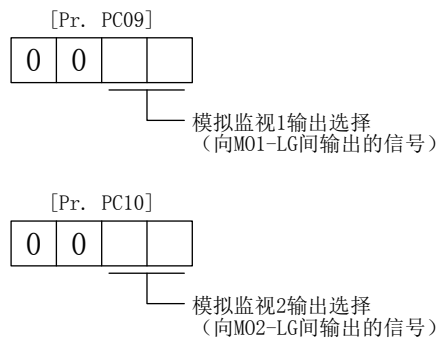 [Pr. PC09]
0 0
模拟监视1输出选择
（向MO1-LG间输出的信号）
[Pr. PC10]
0 0
模拟监视2输出选择
（向MO2-LG间输出的信号）